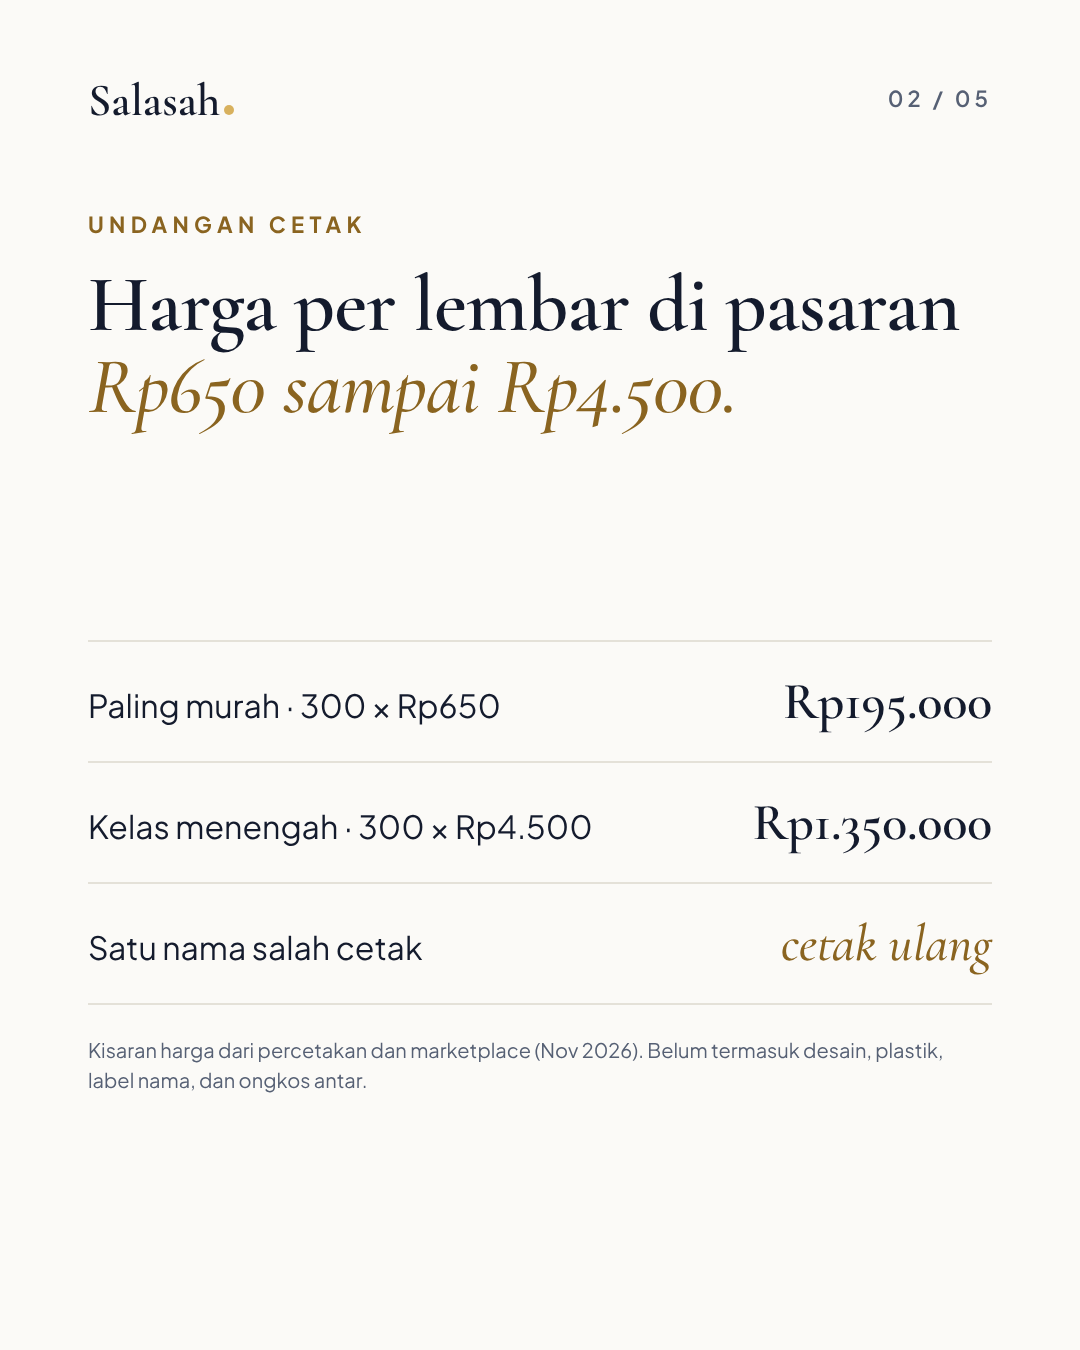 Salasah.
02 / 05
UNDANGAN CETAK
Harga per lembar di pasaran
Rp650 sampai Rp4.500.
Paling murah · 300 × Rp650
Rp195.000
Kelas menengah · 300 × Rp4.500
Rp1.350.000
Satu nama salah cetak
cetak ulang
Kisaran harga dari percetakan dan marketplace (Nov 2026). Belum termasuk desain, plastik,
label nama, dan ongkos antar.